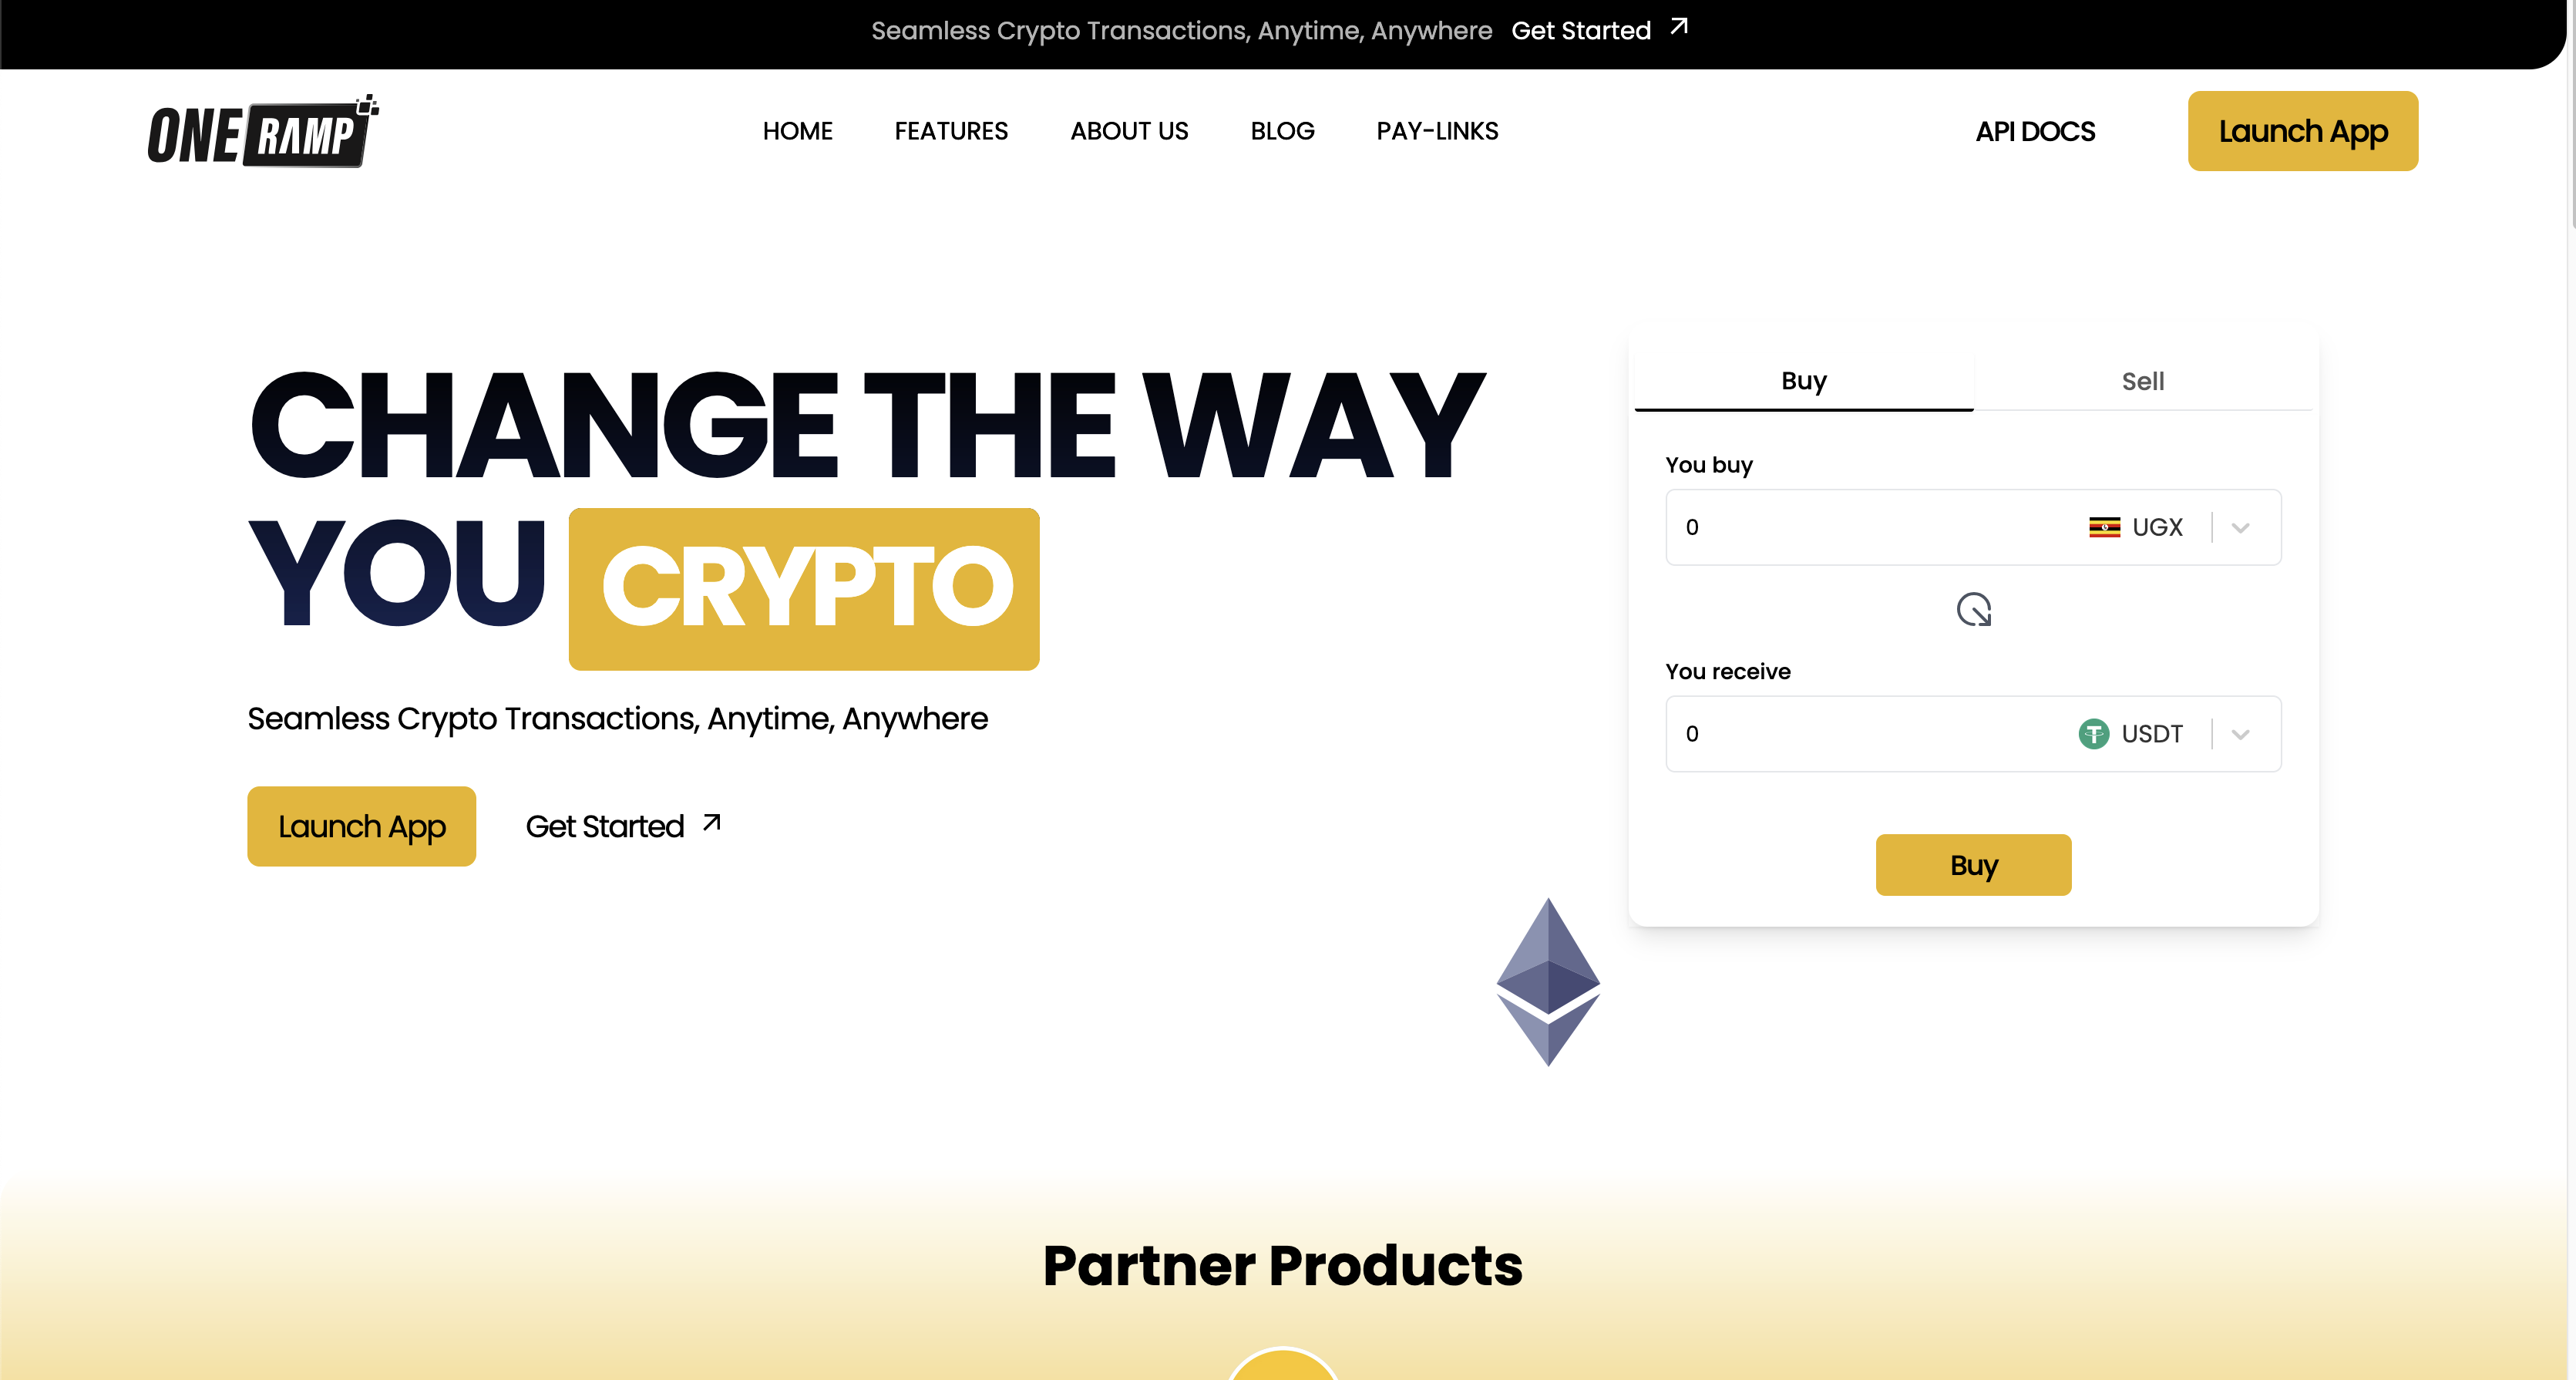 Seamless Crypto Transactions, Anytime, Anywhere Get Started
ONE RAMP
HOME FEATURES ABOUT US BLOG PAY-LINKS API DOCS Launch App
CHANGE THE WAY
YOU CRYPTO
Seamless Crypto Transactions, Anytime, Anywhere
Launch App Get Started
Buy Sell
You buy
0 UGX
You receive
0 USDT
Buy
Partner Products